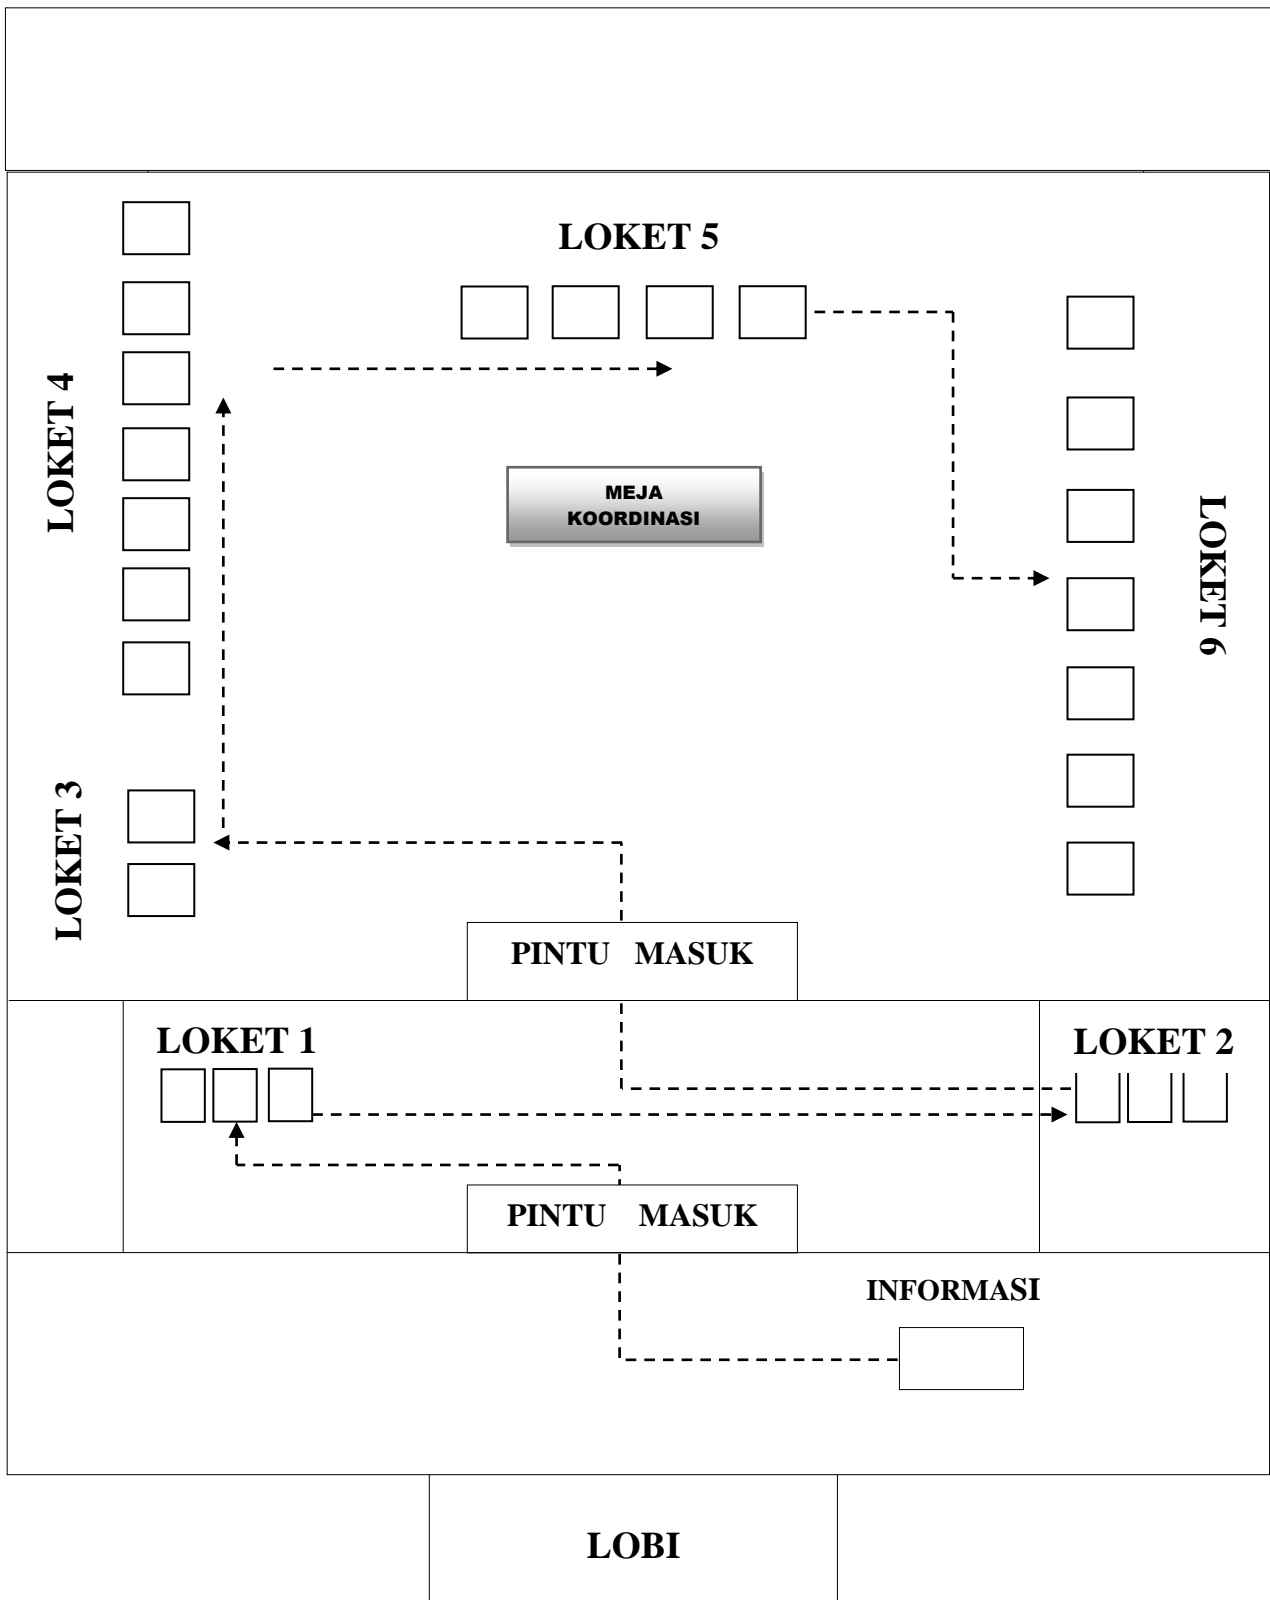 LOKET 5
LOKET 4
MEJA
KOORDINASI
LOKET 6
LOKET 3
PINTU MASUK
LOKET 1
LOKET 2
PINTU MASUK
INFORMASI
LOBI